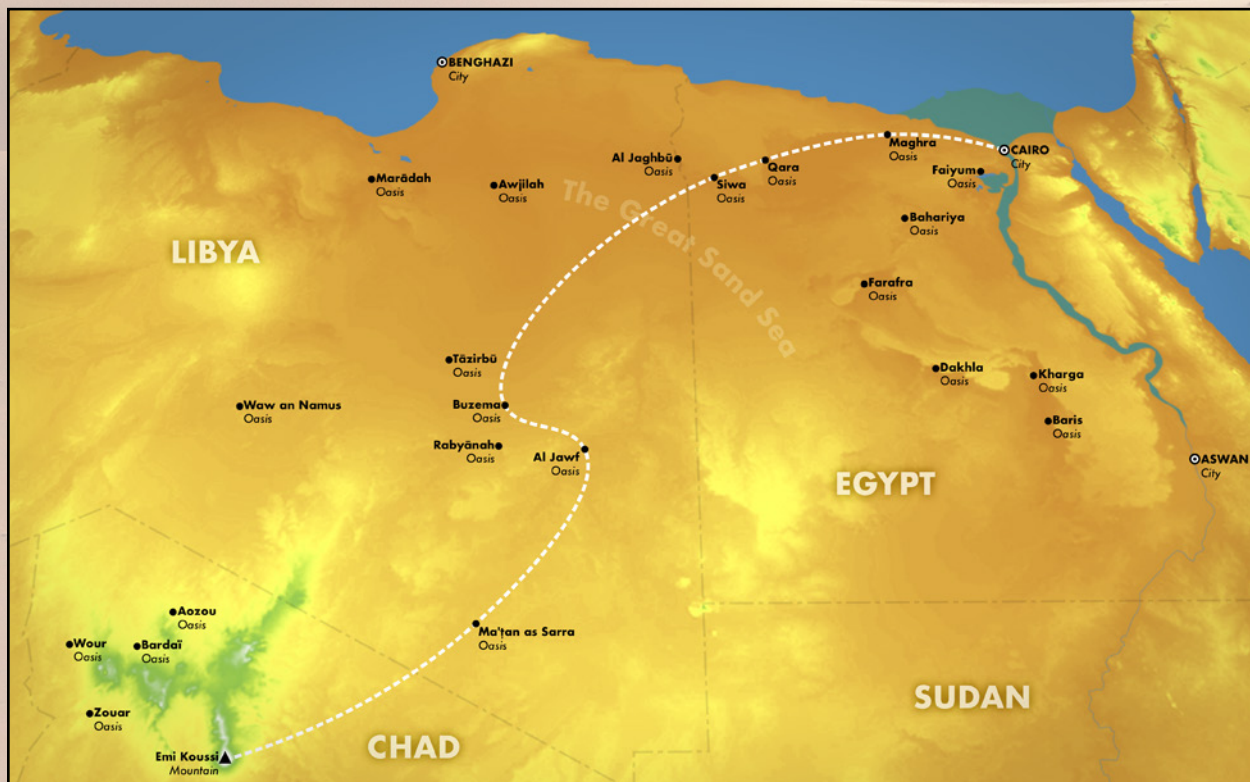 BENGHAZI
City
Maghra
Oasis
CAIRO
City
Al Jaghbū
Oasis
Qara
Oasis
Siwa
Oasis
Faiyum
Oasis
Marādah
Oasis
Awjilah
Oasis
The Great Sand Sea
Bahariya
Oasis
LIBYA
Farafra
Oasis
Tāzirbū
Oasis
Dakhla
Oasis
Kharga
Oasis
Waw an Namus
Oasis
Buzema
Oasis
Baris
Oasis
Rabyānah
Oasis
Al Jawf
Oasis
ASWAN
City
EGYPT
Aozou
Oasis
Ma'ṭan as Sarra
Oasis
Wour
Oasis
Bardaï
Oasis
SUDAN
Zouar
Oasis
CHAD
Emi Koussi
Mountain